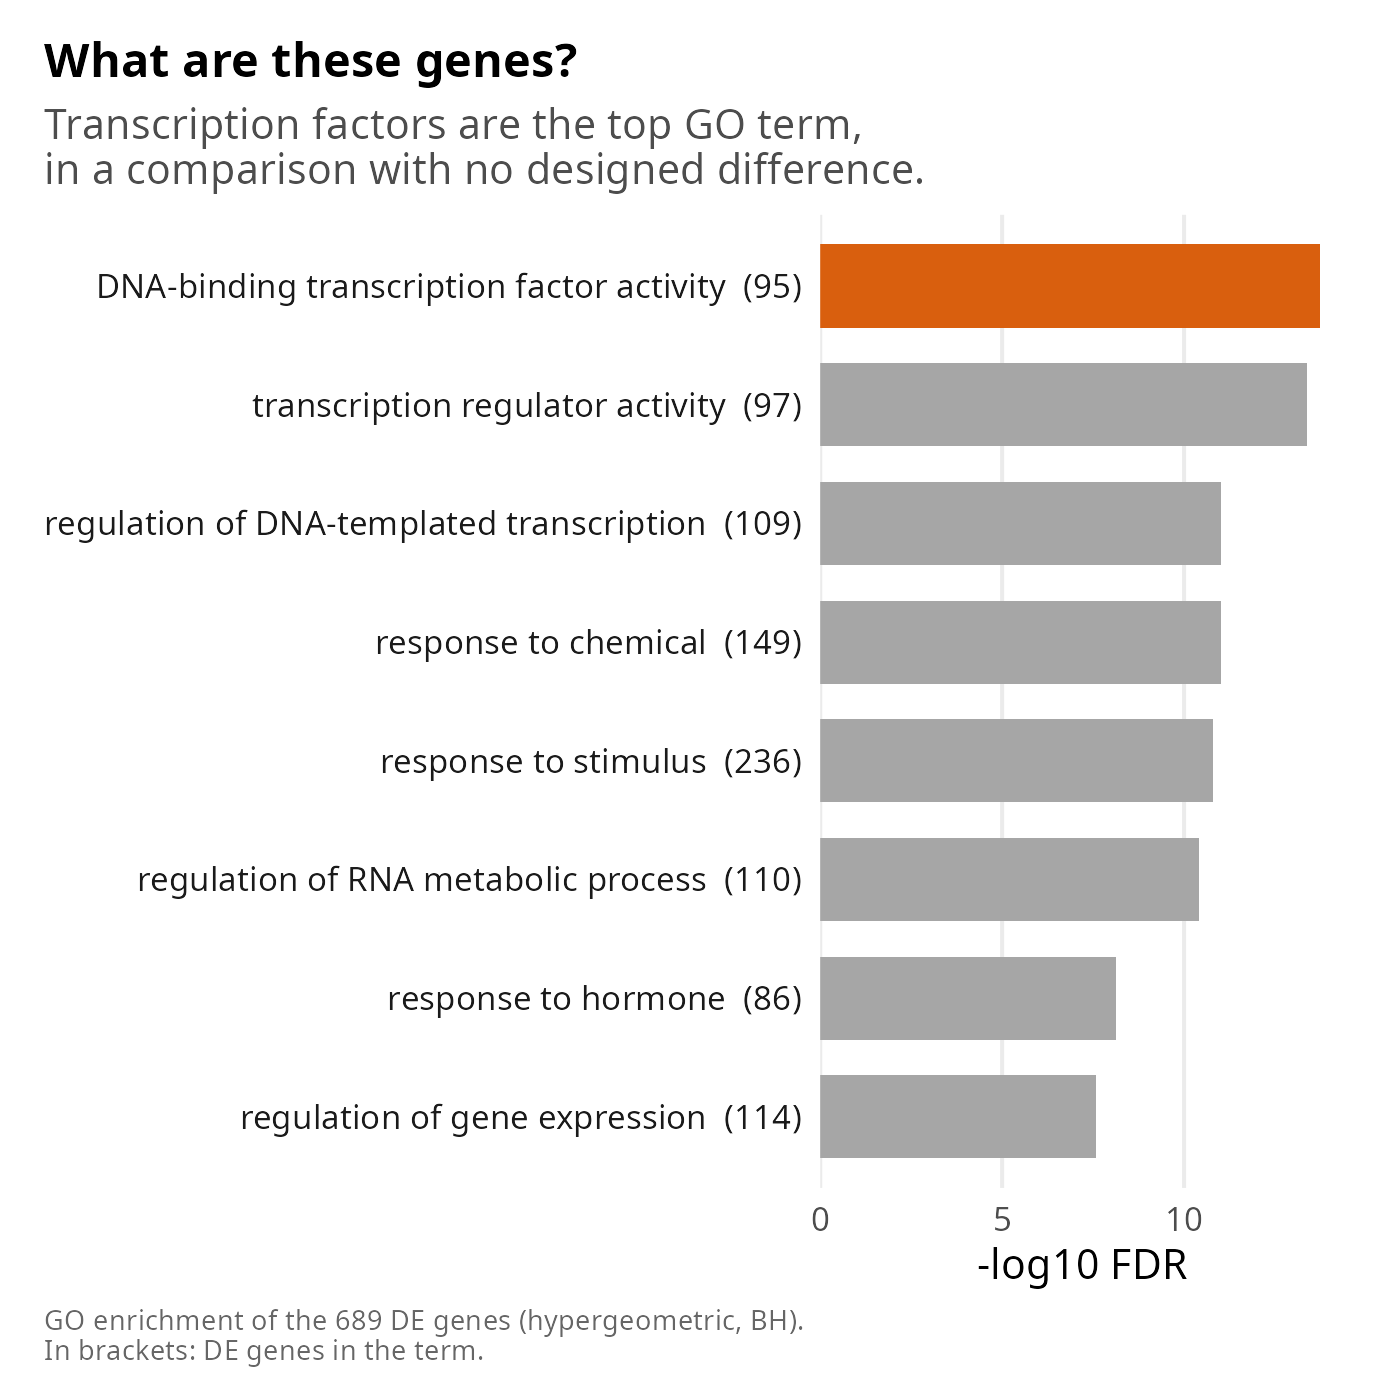 What are these genes?
Transcription factors are the top GO term,
in a comparison with no designed difference.
DNA-binding transcription factor activity (95)
transcription regulator activity (97)
regulation of DNA-templated transcription (109)
response to chemical (149)
response to stimulus (236)
regulation of RNA metabolic process (110)
response to hormone (86)
regulation of gene expression (114)
0 5 10
-log10 FDR
GO enrichment of the 689 DE genes (hypergeometric, BH).
In brackets: DE genes in the term.